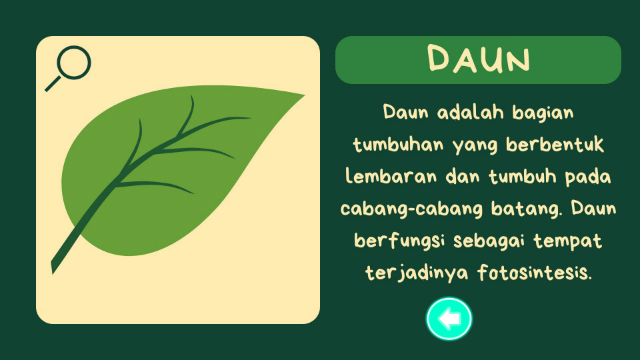 DAUN
Daun adalah bagian
tumbuhan yang berbentuk
lembaran dan tumbuh pada
cabang-cabang batang. Daun
berfungsi sebagai tempat
terjadinya fotosintesis.